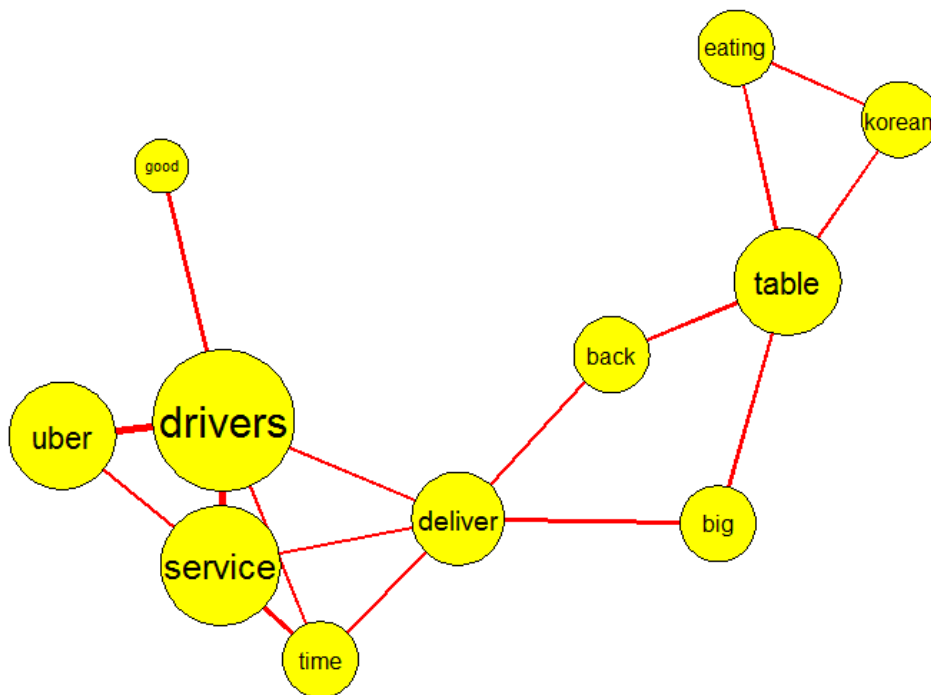 eating
korean
good
table
back
drivers
uber
deliver
big
service
time